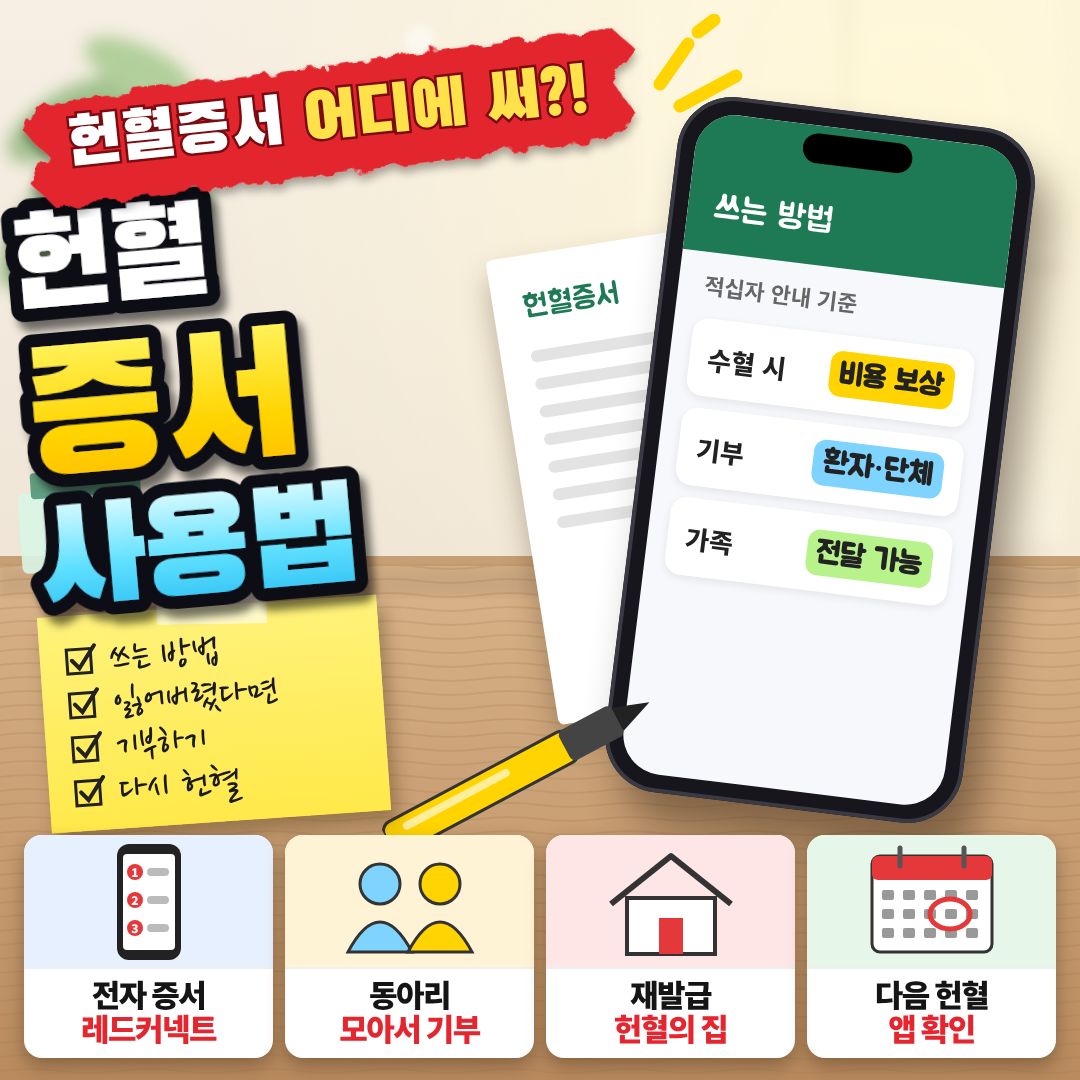 헌혈증서 어디에 써?!
헌혈
증서
사용법
헌혈증서
쓰는 방법
적십자 안내 기준
수혈 시 비용 보상
기부 환자·단체
가족 전달 가능
쓰는 방법
잃어버렸다면
기부하기
다시 헌혈
1
2
3
전자 증서
레드커넥트
동아리
모아서 기부
재발급
헌혈의 집
다음 헌혈
앱 확인